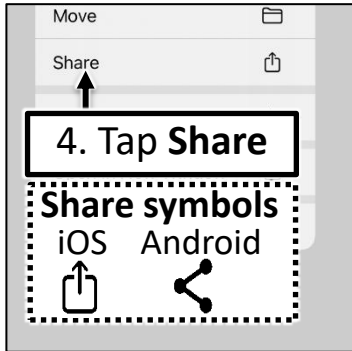 Move
Share
4. Tap Share
Share symbols
iOS Android